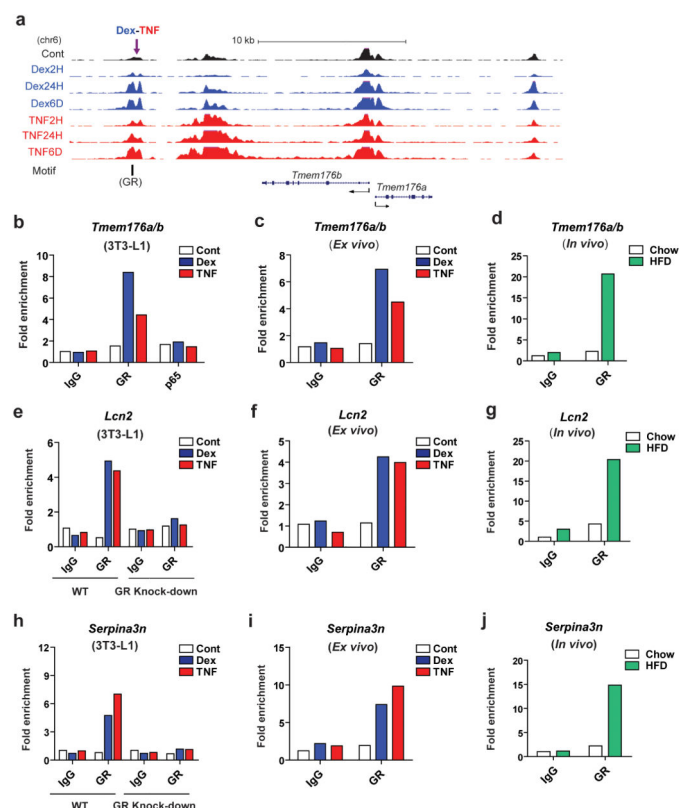 a
Dex-TNF
(chr6)
10 kb
Cont
Dex2H
Dex24H
Dex6D
TNF2H
TNF24H
TNF6D
Motif
(GR)
Tmem176b
Tmem176a
b
Tmem176a/b
(3T3-L1)
Fold enrichment
10
8
6
4
2
0
Cont
Dex
TNF
IgG
GR
p65
c
Tmem176a/b
(Ex vivo)
Fold enrichment
8
6
4
2
0
Cont
Dex
TNF
IgG
GR
d
Tmem176a/b
(In vivo)
Fold enrichment
25
20
15
10
5
0
Chow
HFD
IgG
GR
e
Lcn2
(3T3-L1)
Fold enrichment
6
4
2
0
Cont
Dex
TNF
IgG
GR
IgG
GR
WT
GR Knock-down
f
Lcn2
(Ex vivo)
Fold enrichment
5
4
3
2
1
0
Cont
Dex
TNF
IgG
GR
g
Lcn2
(In vivo)
Fold enrichment
25
20
15
10
5
0
Chow
HFD
IgG
GR
h
Serpina3n
(3T3-L1)
Fold enrichment
12
9
6
3
0
Cont
Dex
TNF
IgG
GR
IgG
GR
WT
GR Knock-down
i
Serpina3n
(Ex vivo)
Fold enrichment
15
10
5
0
Cont
Dex
TNF
IgG
GR
j
Serpina3n
(In vivo)
Fold enrichment
20
15
10
5
0
Chow
HFD
IgG
GR